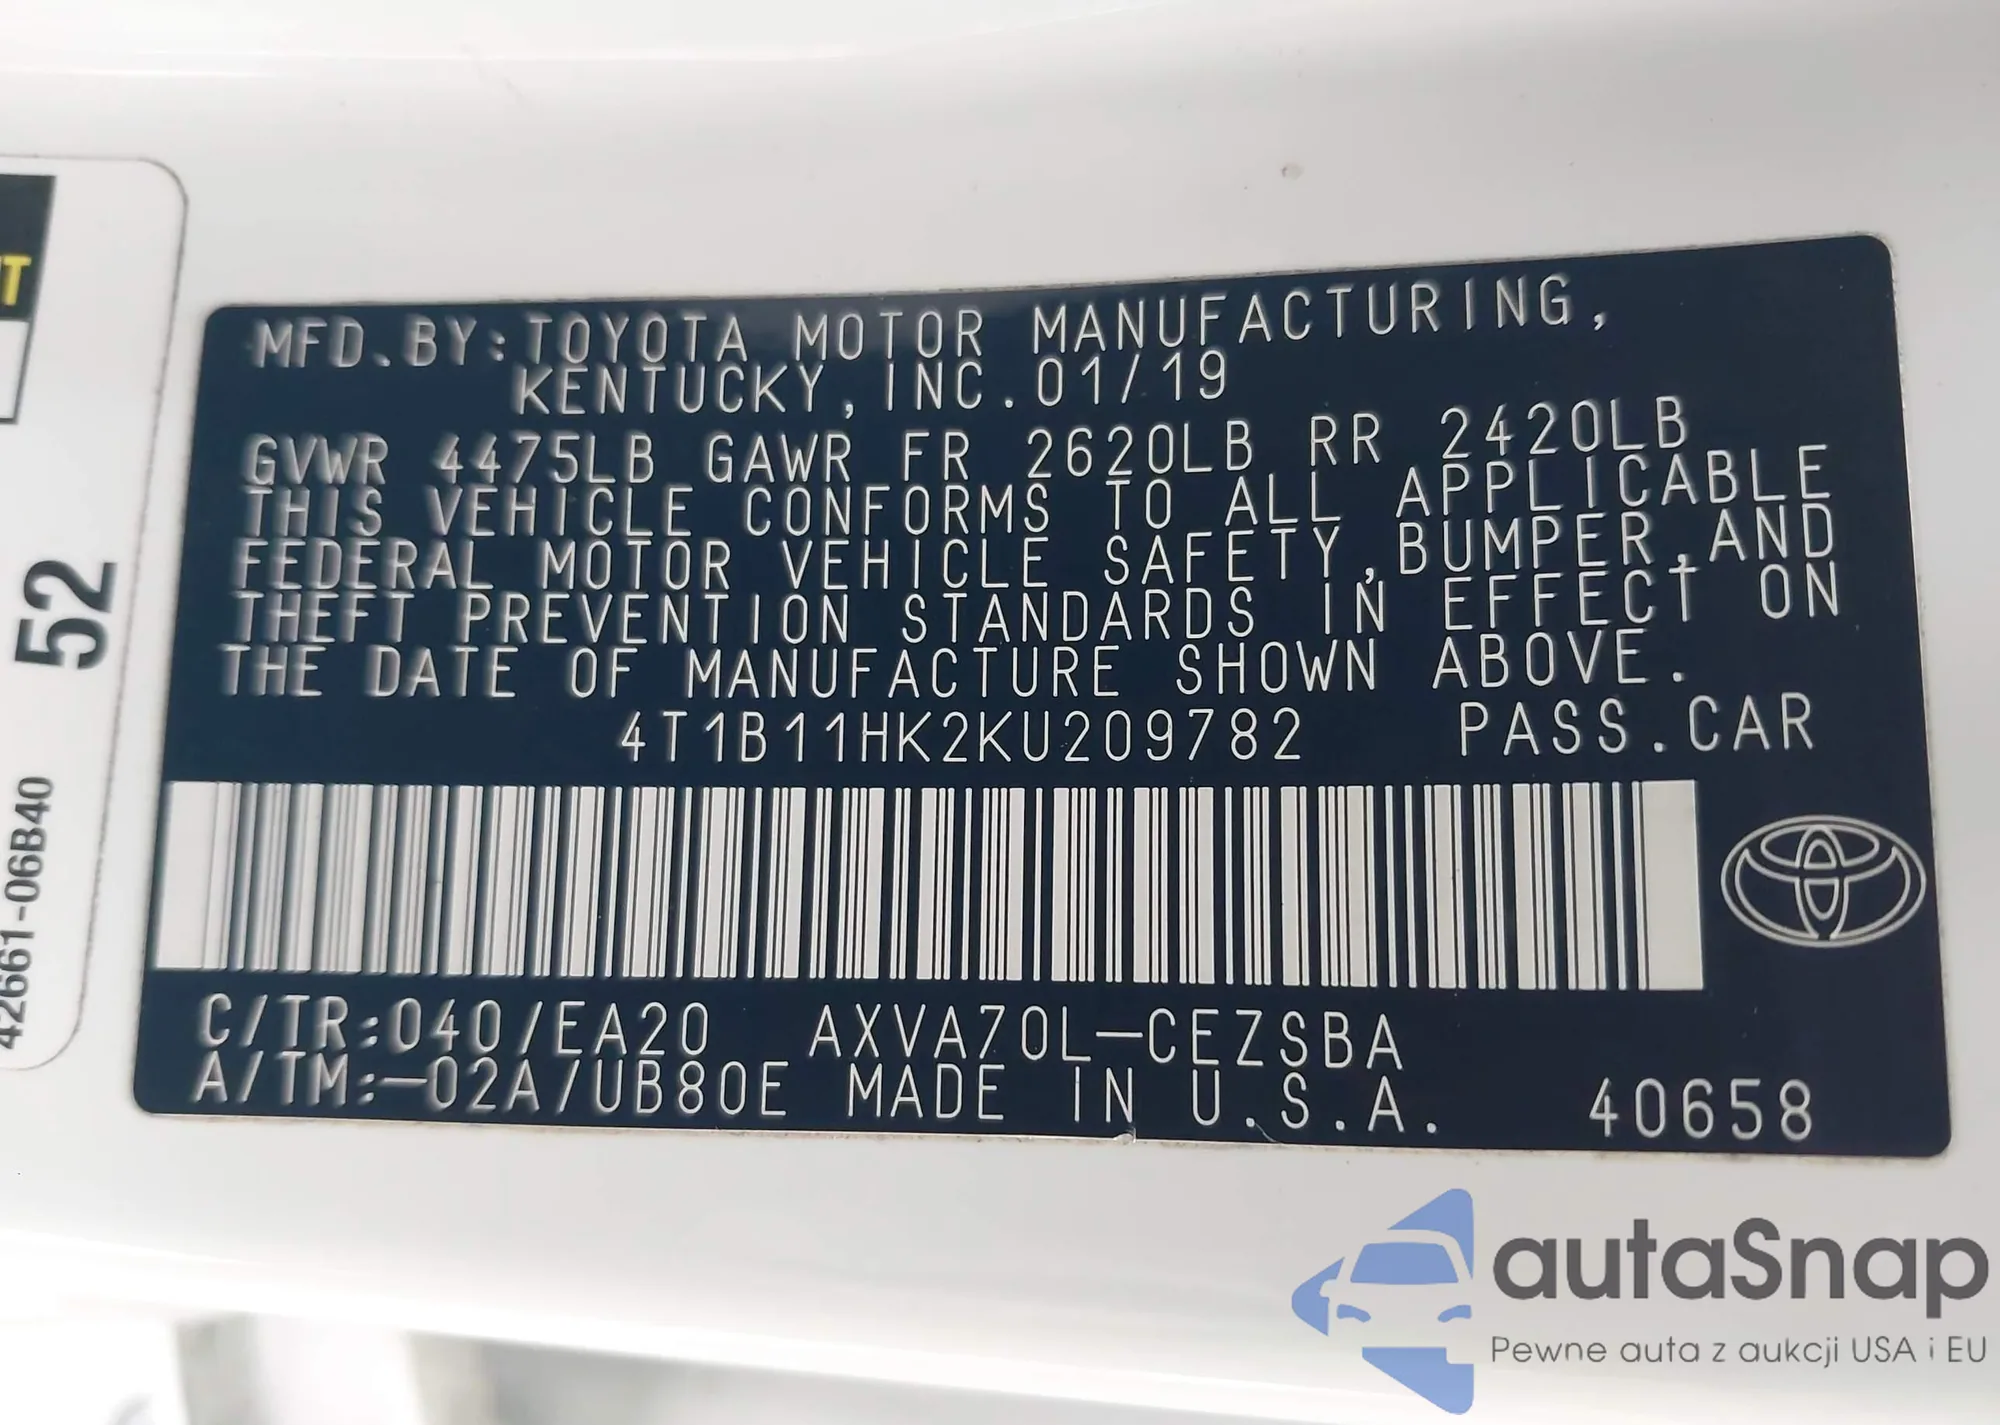 MFD.BY:TOYOTA MOTOR MANUFACTURING,
KENTUCKY,INC.01/19
GVWR 4475LB GAWR FR 2620LB RR 2420LB
THIS VEHICLE CONFORMS TO ALL APPLICABLE
FEDERAL MOTOR VEHICLE SAFETY,BUMPER,AND
THEFT PREVENTION STANDARDS IN EFFECT ON
THE DATE OF MANUFACTURE SHOWN ABOVE.
4T1B11HK2KU209782 PASS.CAR
C/TR:040/EA20 AXVA70L-CEZSBA
A/TM:-02A/UB80E MADE IN U.S.A. 40658
52
42661-06B40
autaSnap
Pewne auta z aukcji USA i EU